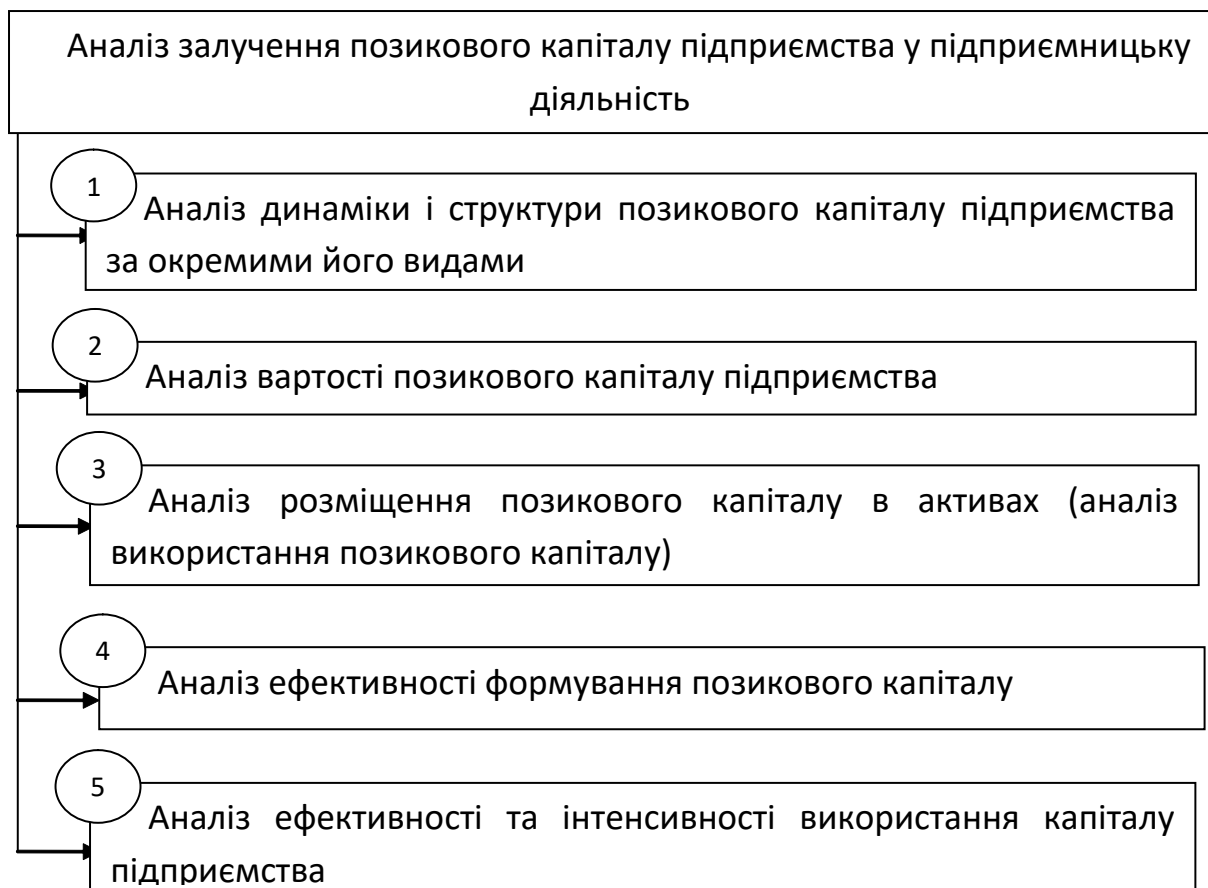 Аналіз залучення позикового капіталу підприємства у підприємницьку
діяльність
1
Аналіз динаміки і структури позикового капіталу підприємства
за окремими його видами
2
Аналіз вартості позикового капіталу підприємства
3
Аналіз розміщення позикового капіталу в активах (аналіз
використання позикового капіталу)
4
Аналіз ефективності формування позикового капіталу
5
Аналіз ефективності та інтенсивності використання капіталу
підприємства